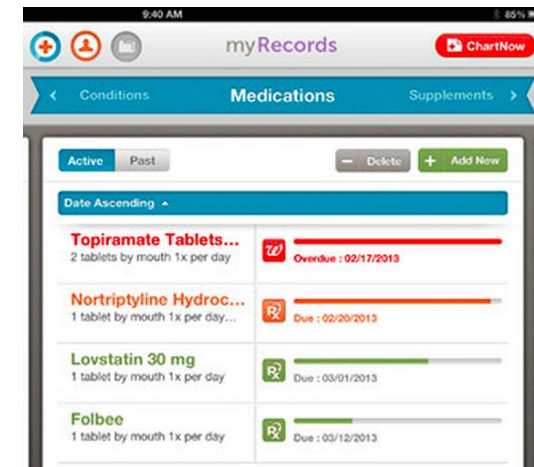 9:40 AM
85%
myRecords
ChartNow
< Conditions
Medications
Supplements >
Active
Past
Delete
+ Add New
Date Ascending
Topiramate Tablets...
2 tablets by mouth 1x per day
Overdue : 02/17/2013
Nortriptyline Hydroc...
1 tablet by mouth 1x per day...
Rx
Due : 02/20/2013
Lovstatin 30 mg
1 tablet by mouth 1x per day
Rx
Due : 03/01/2013
Folbee
1 tablet by mouth 1x per day
Rx
Due : 03/12/2013